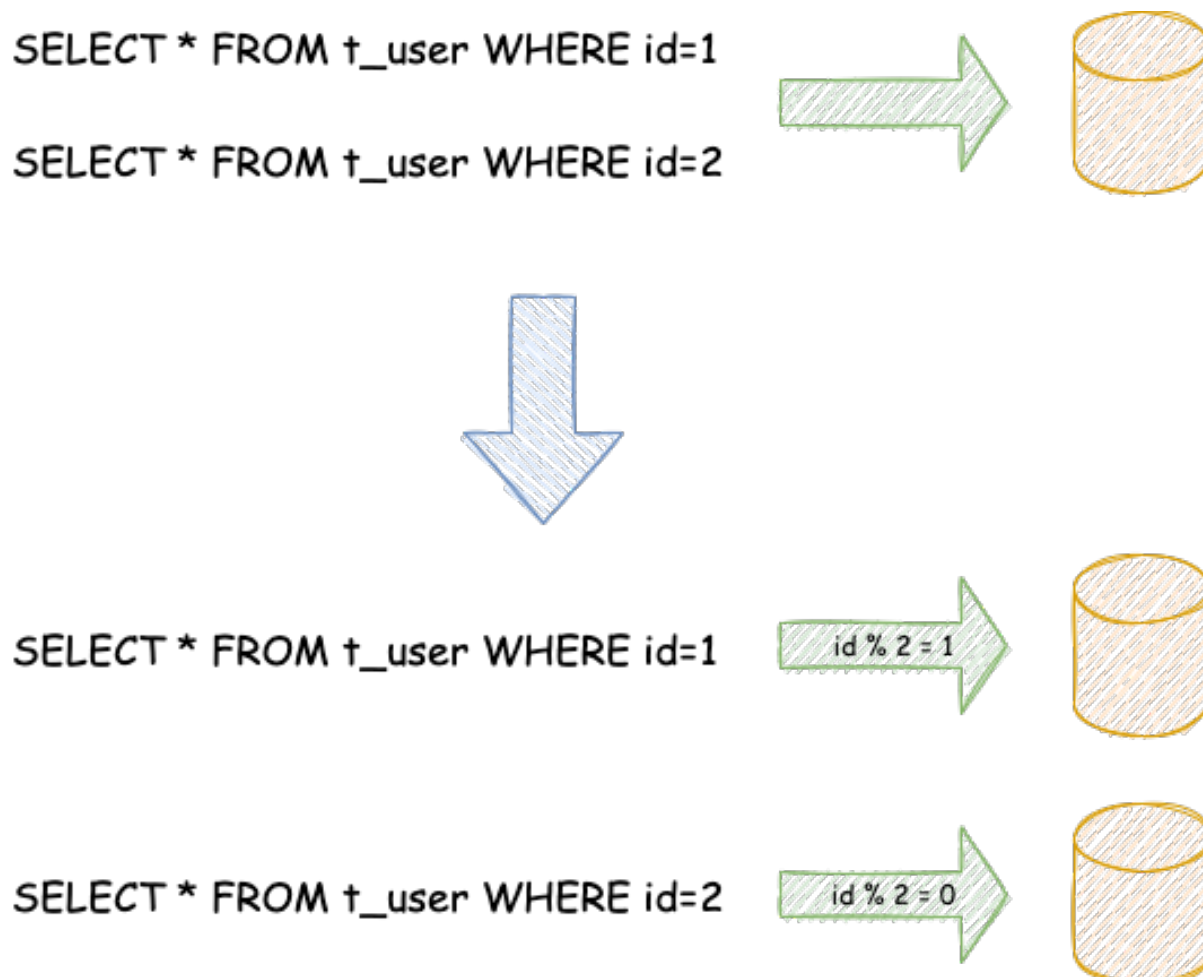 SELECT * FROM t_user WHERE id=1
SELECT * FROM t_user WHERE id=2
SELECT * FROM t_user WHERE id=1
id % 2 = 1
SELECT * FROM t_user WHERE id=2
id % 2 = 0